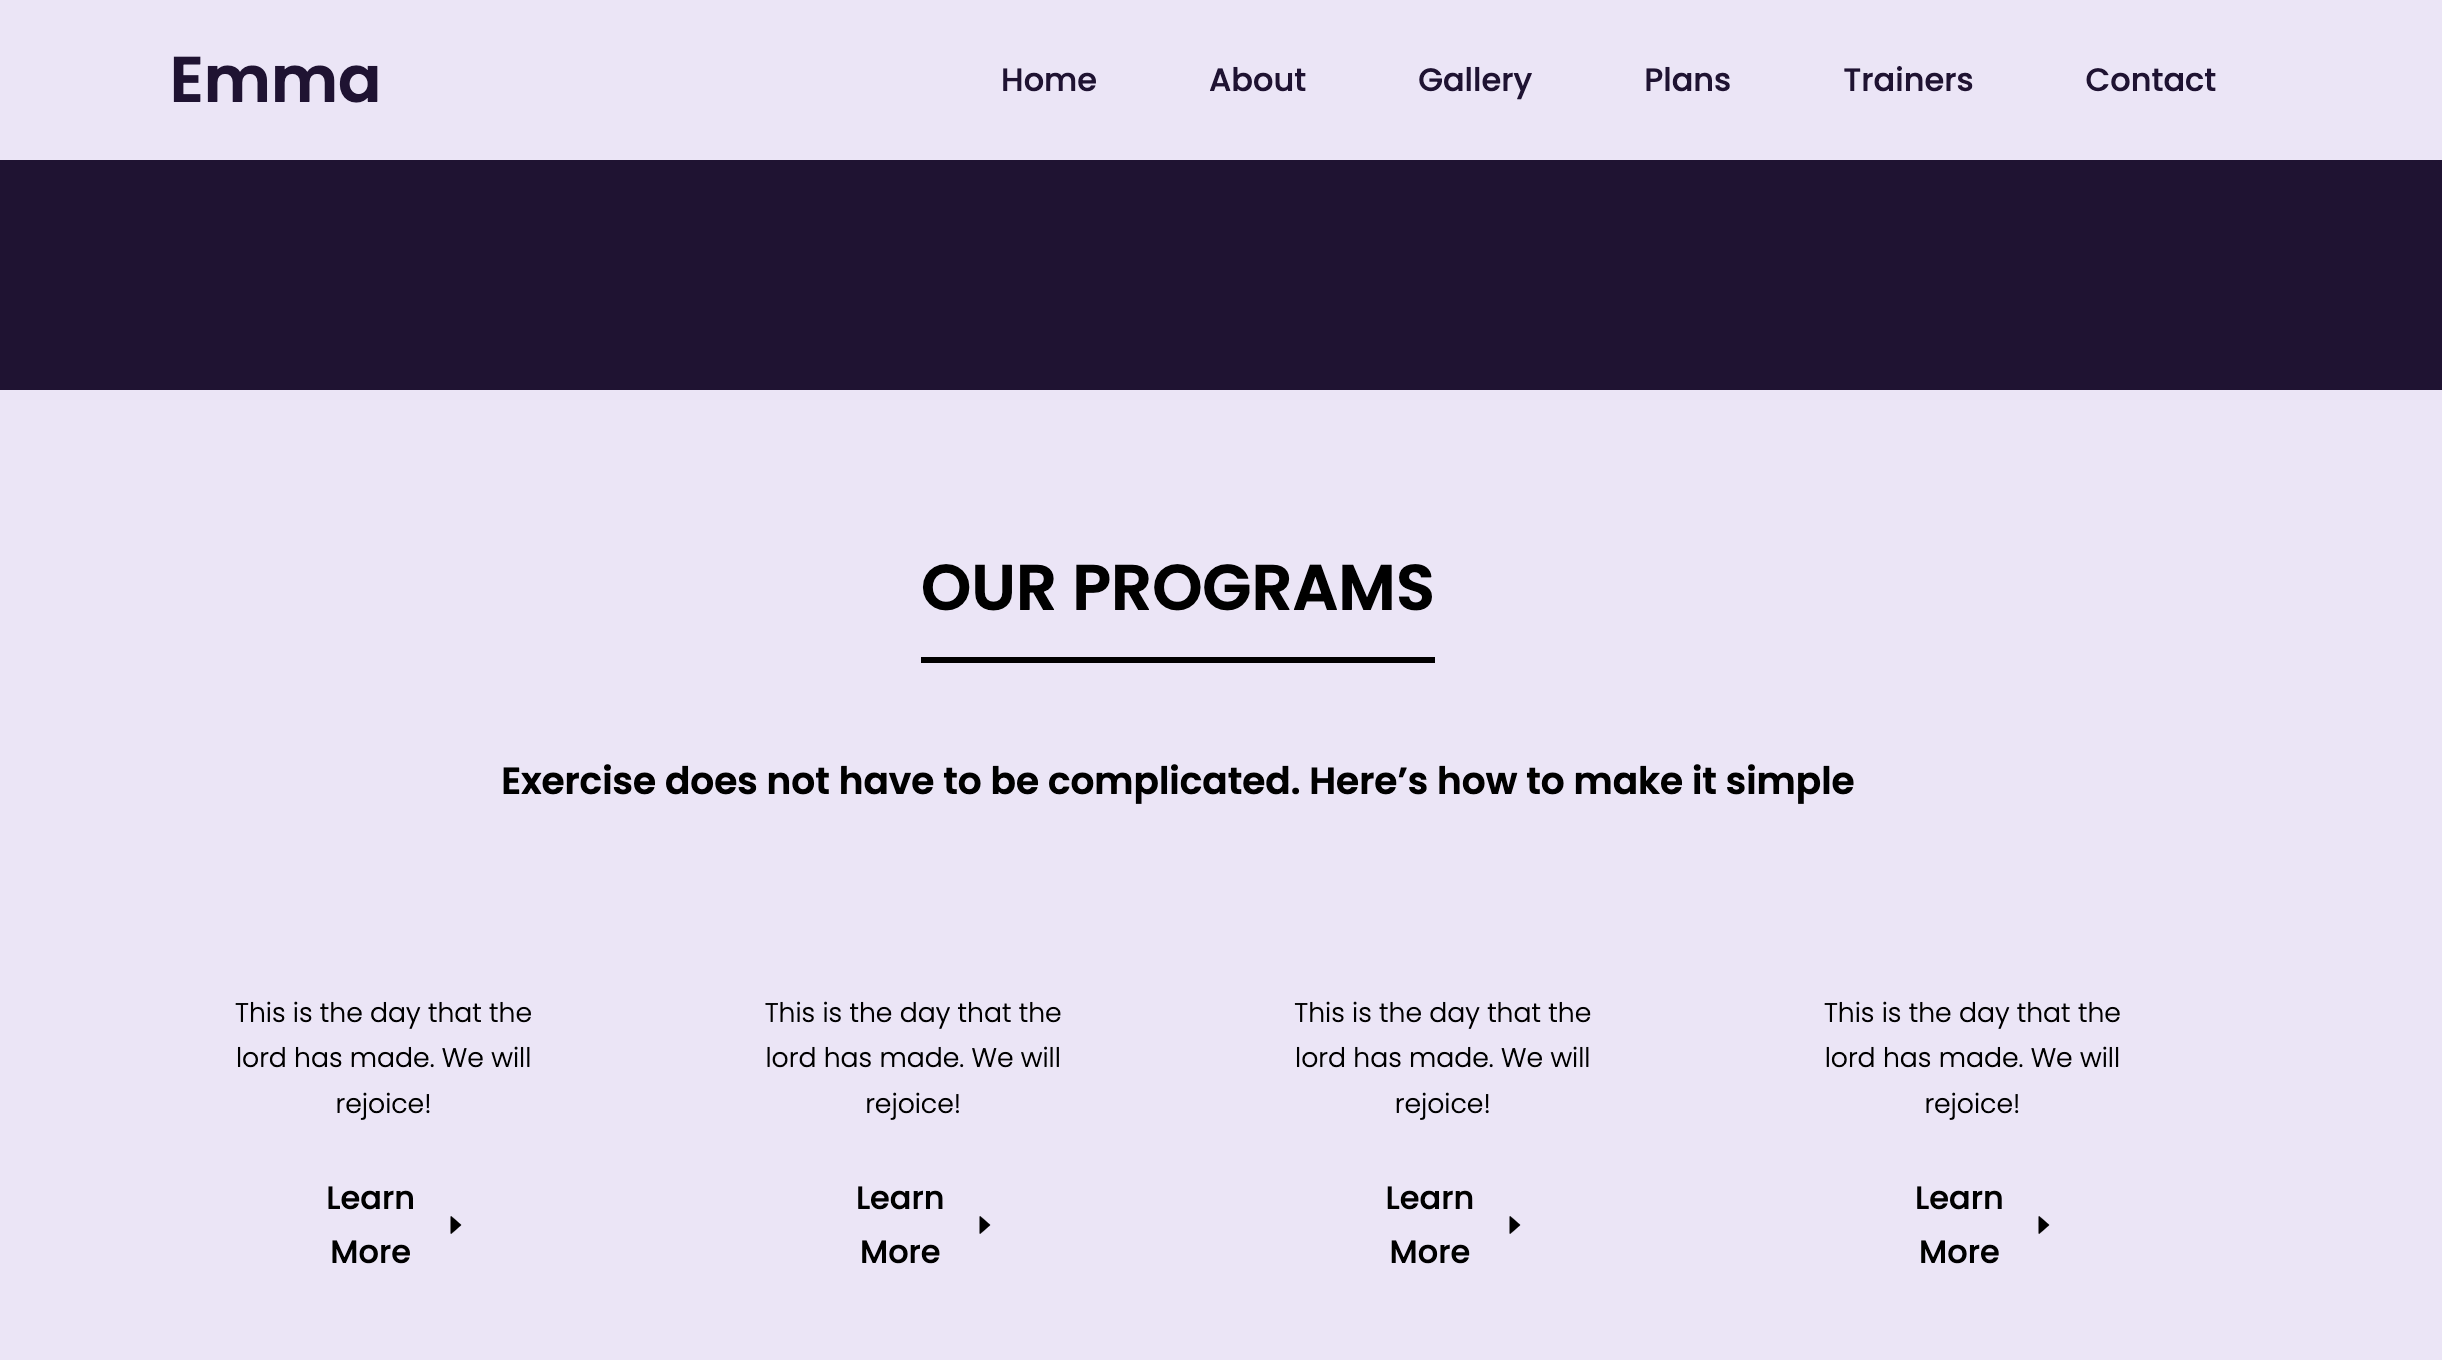 Emma
Home About Gallery Plans Trainers Contact
OUR PROGRAMS
Exercise does not have to be complicated. Here’s how to make it simple
This is the day that the
lord has made. We will
rejoice!
Learn
More
This is the day that the
lord has made. We will
rejoice!
Learn
More
This is the day that the
lord has made. We will
rejoice!
Learn
More
This is the day that the
lord has made. We will
rejoice!
Learn
More